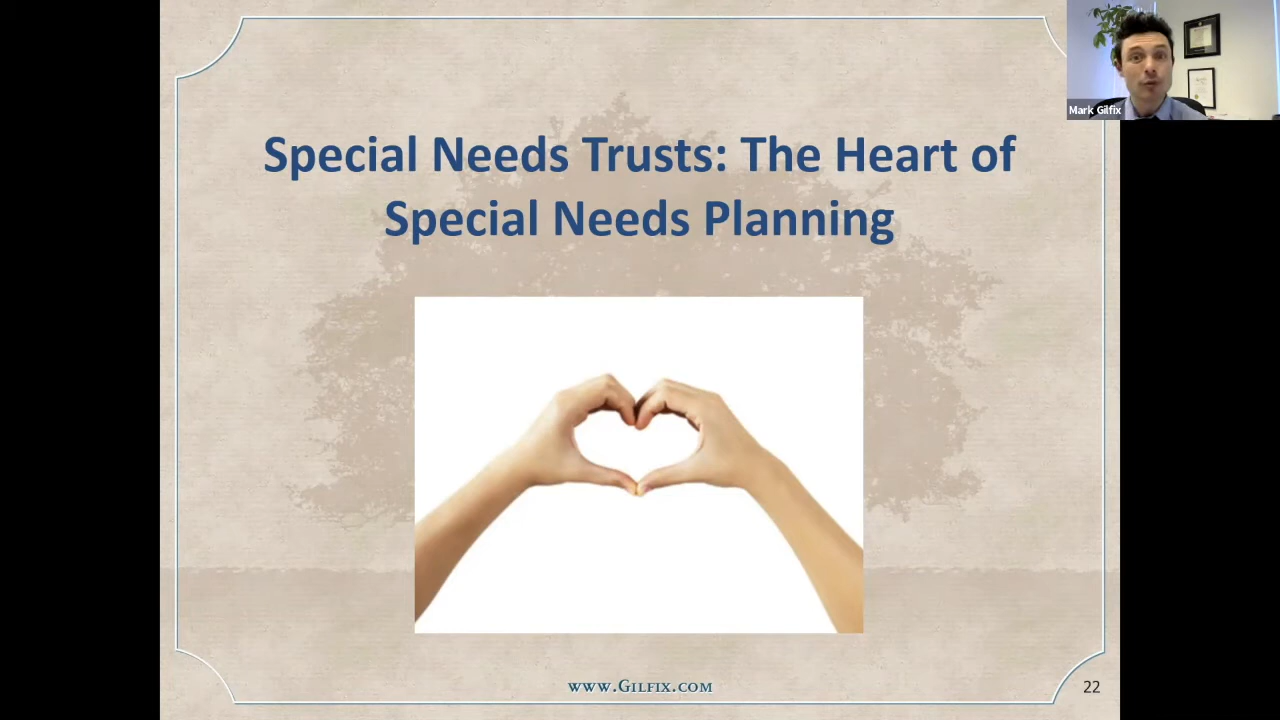 Special Needs Trusts: The Heart of
Special Needs Planning
Mark Gilfix
www.Gilfix.com
22